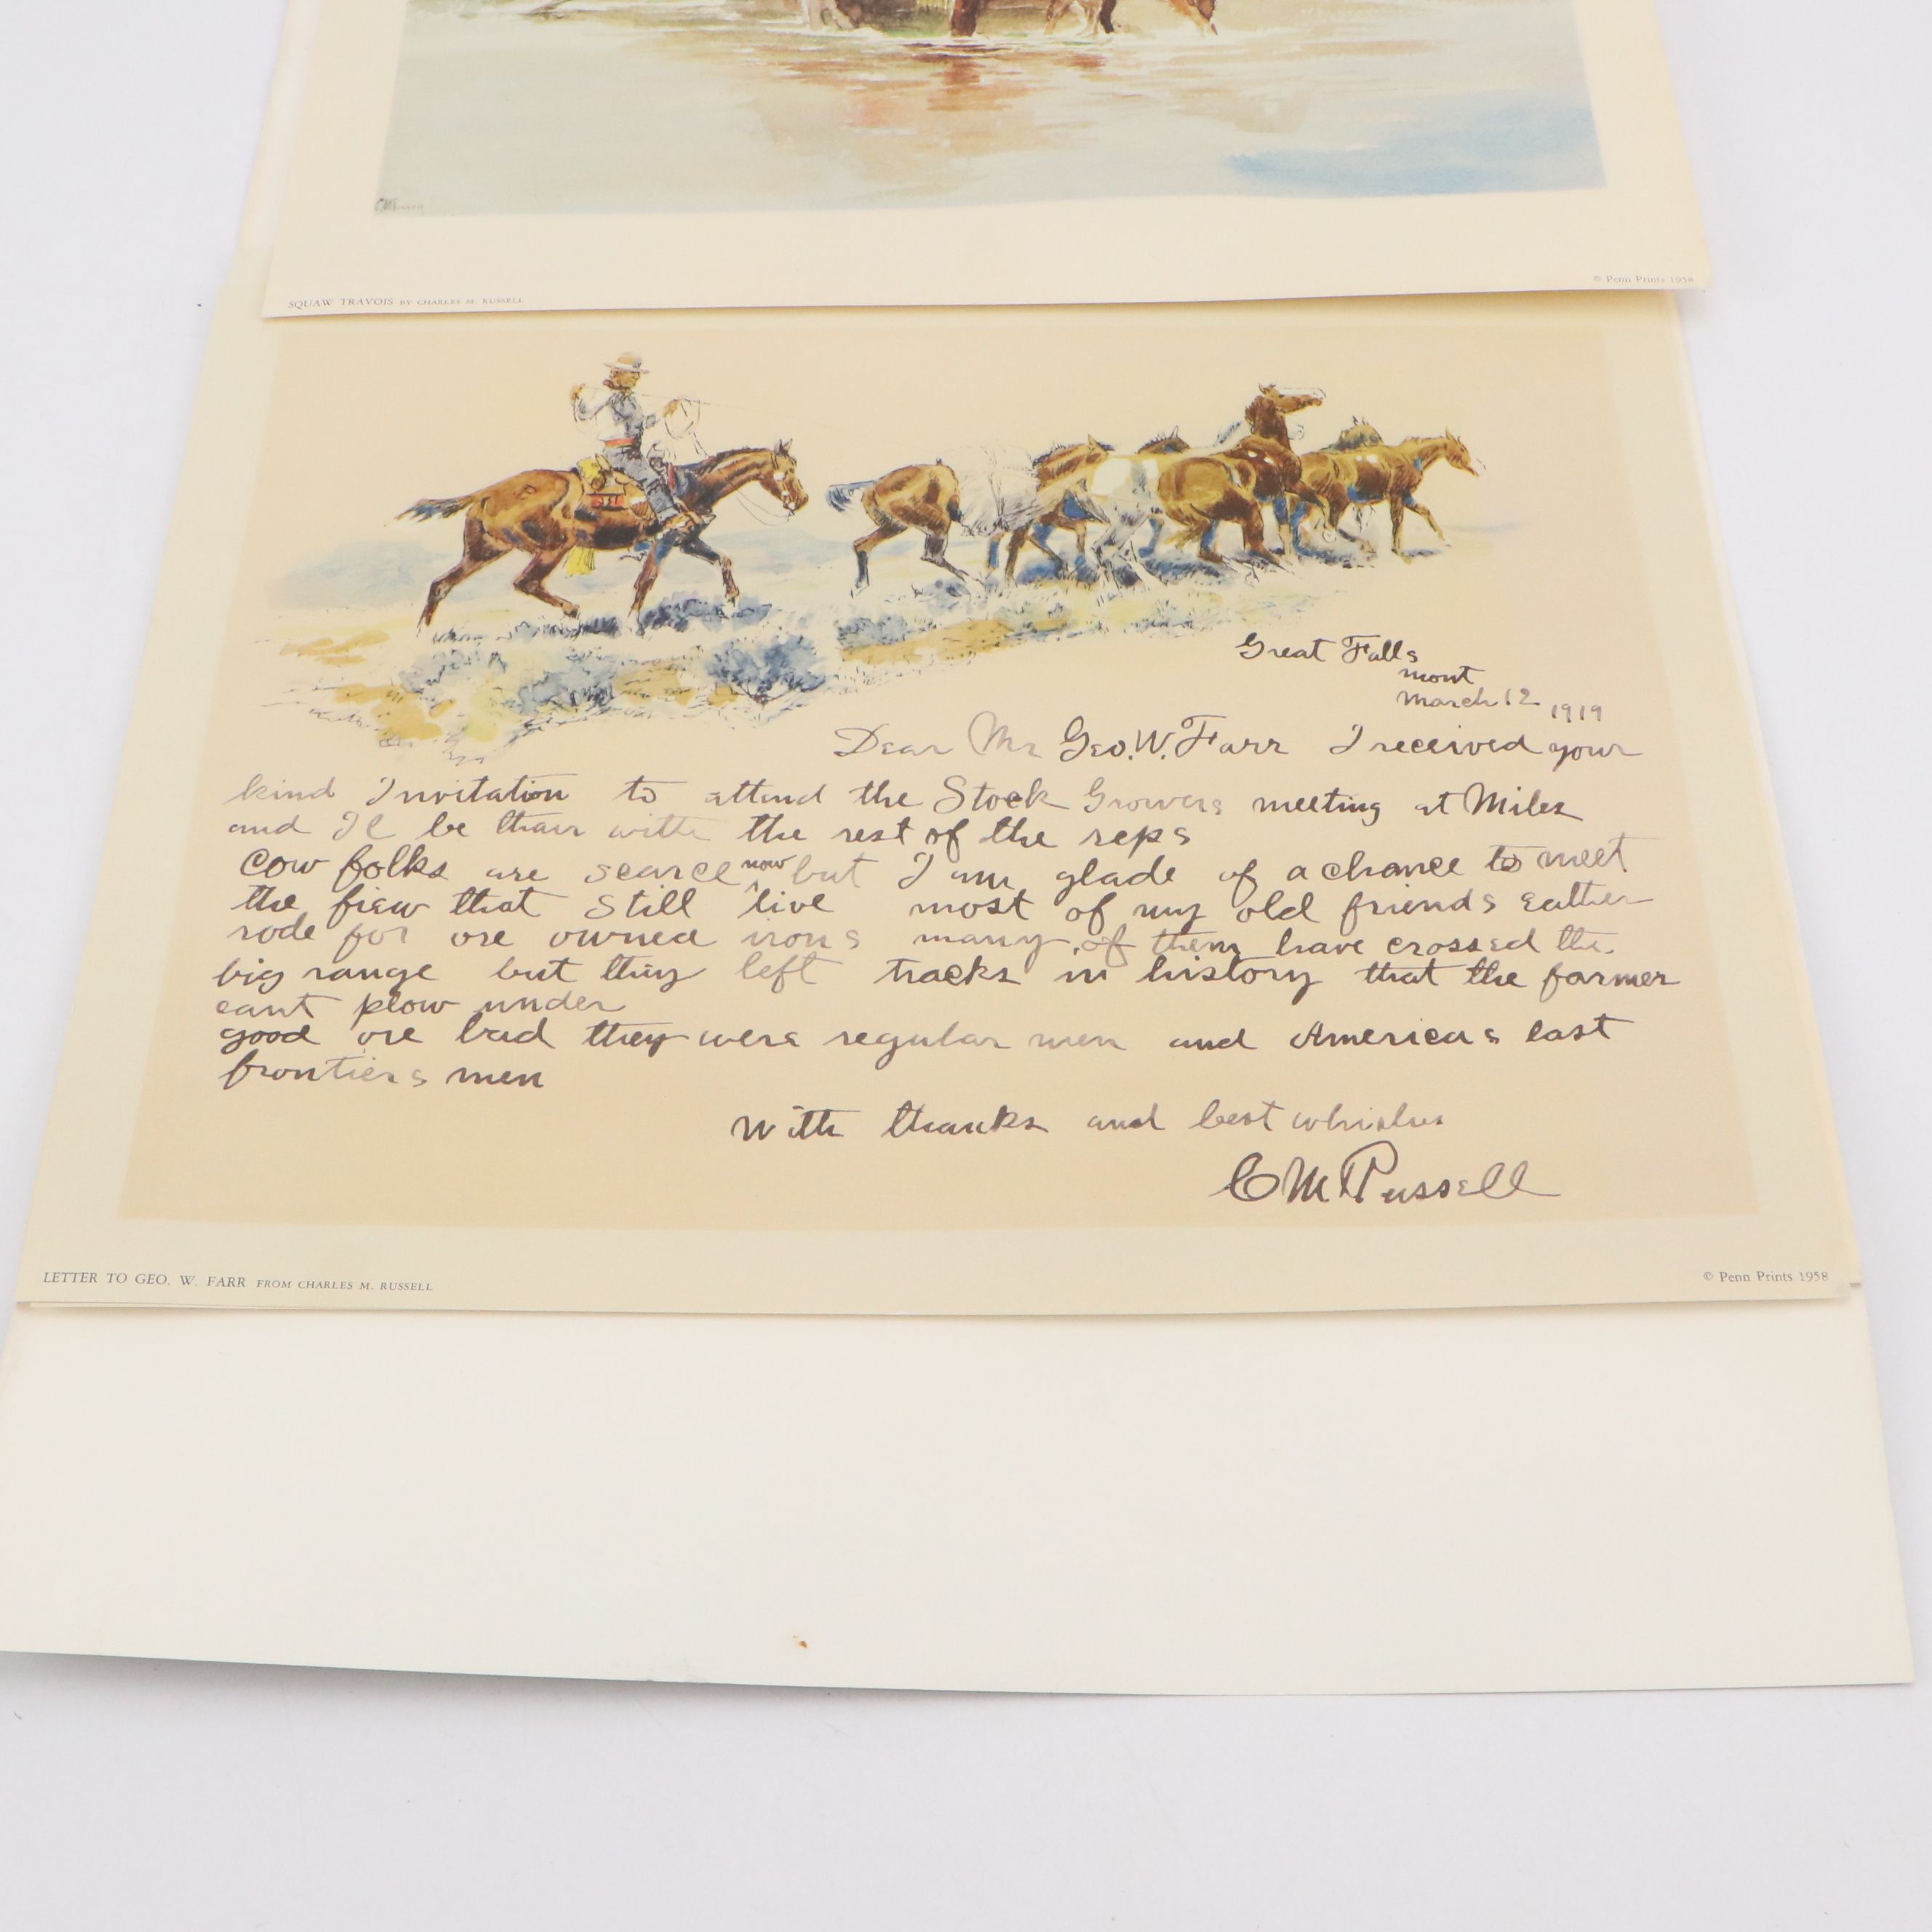 CMRussell
SQUAW TRAVOIS BY CHARLES M. RUSSELL
© Penn Prints 1958
Great Falls
mont
March 12 1919
Dear Mr Geo. W. Farr I received your
kind Invitation to attend the Stock Growers meeting at Miles
and Il be thair with the rest of the reps
Cow folks are scarce now but I am glade of a chance to meet
the fiew that still live most of my old friends eather
rode for ore owned irons many of them have crossed the
big range but they left tracks in history that the farmer
cant plow under
good ore bad they were regular men and Americas last
frontiers men
With thanks and best whishes
CM Russell
LETTER TO GEO. W. FARR FROM CHARLES M. RUSSELL
© Penn Prints 1958